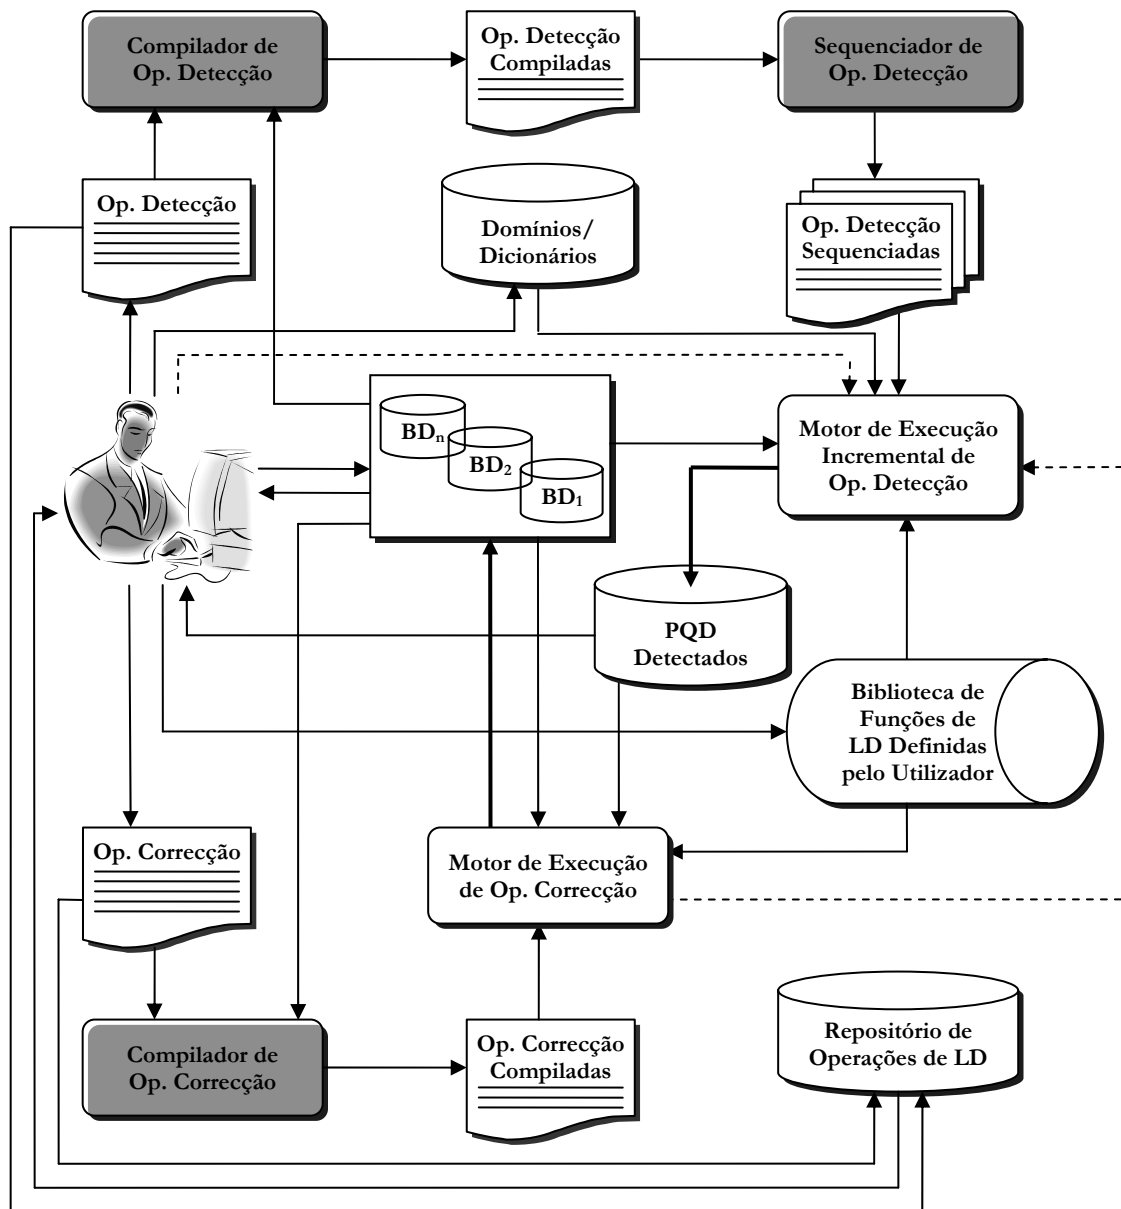 Compilador de
Op. Detecção
Op. Detecção
Compiladas
Sequenciador de
Op. Detecção
Op. Detecção
Domínios/
Dicionários
Op. Detecção
Sequenciadas
BDn
BD2
BD1
Motor de Execução
Incremental de
Op. Detecção
PQD
Detectados
Biblioteca de
Funções de
LD Definidas
pelo Utilizador
Op. Correcção
Motor de Execução
de Op. Correcção
Compilador de
Op. Correcção
Op. Correcção
Compiladas
Repositório de
Operações de LD